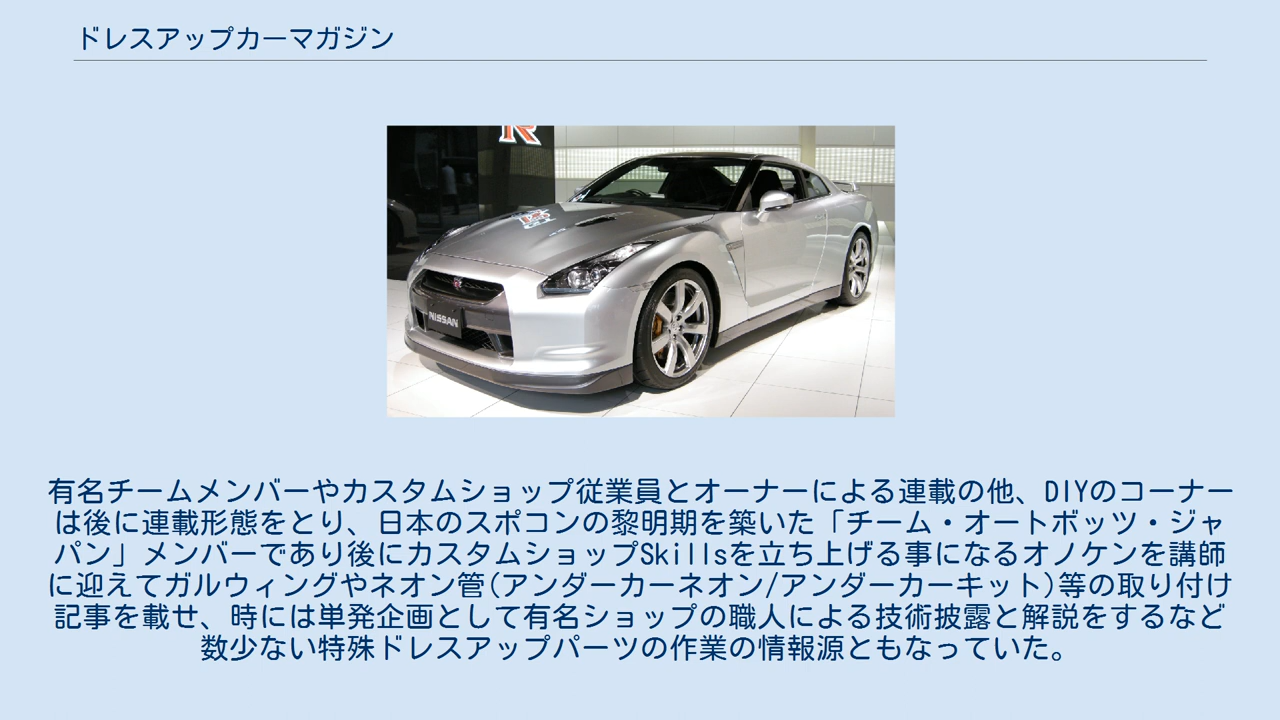 ドレスアップカーマガジン
R
NISSAN
有名チームメンバーやカスタムショップ従業員とオーナーによる連載の他、DIYのコーナー
は後に連載形態をとり、日本のスポコンの黎明期を築いた「チーム・オートボッツ・ジャ
パン」メンバーであり後にカスタムショップSkillsを立ち上げる事になるオノケンを講師
に迎えてガルウィングやネオン管(アンダーカーネオン/アンダーカーキット)等の取り付け
記事を載せ、時には単発企画として有名ショップの職人による技術披露と解説をするなど
数少ない特殊ドレスアップパーツの作業の情報源ともなっていた。